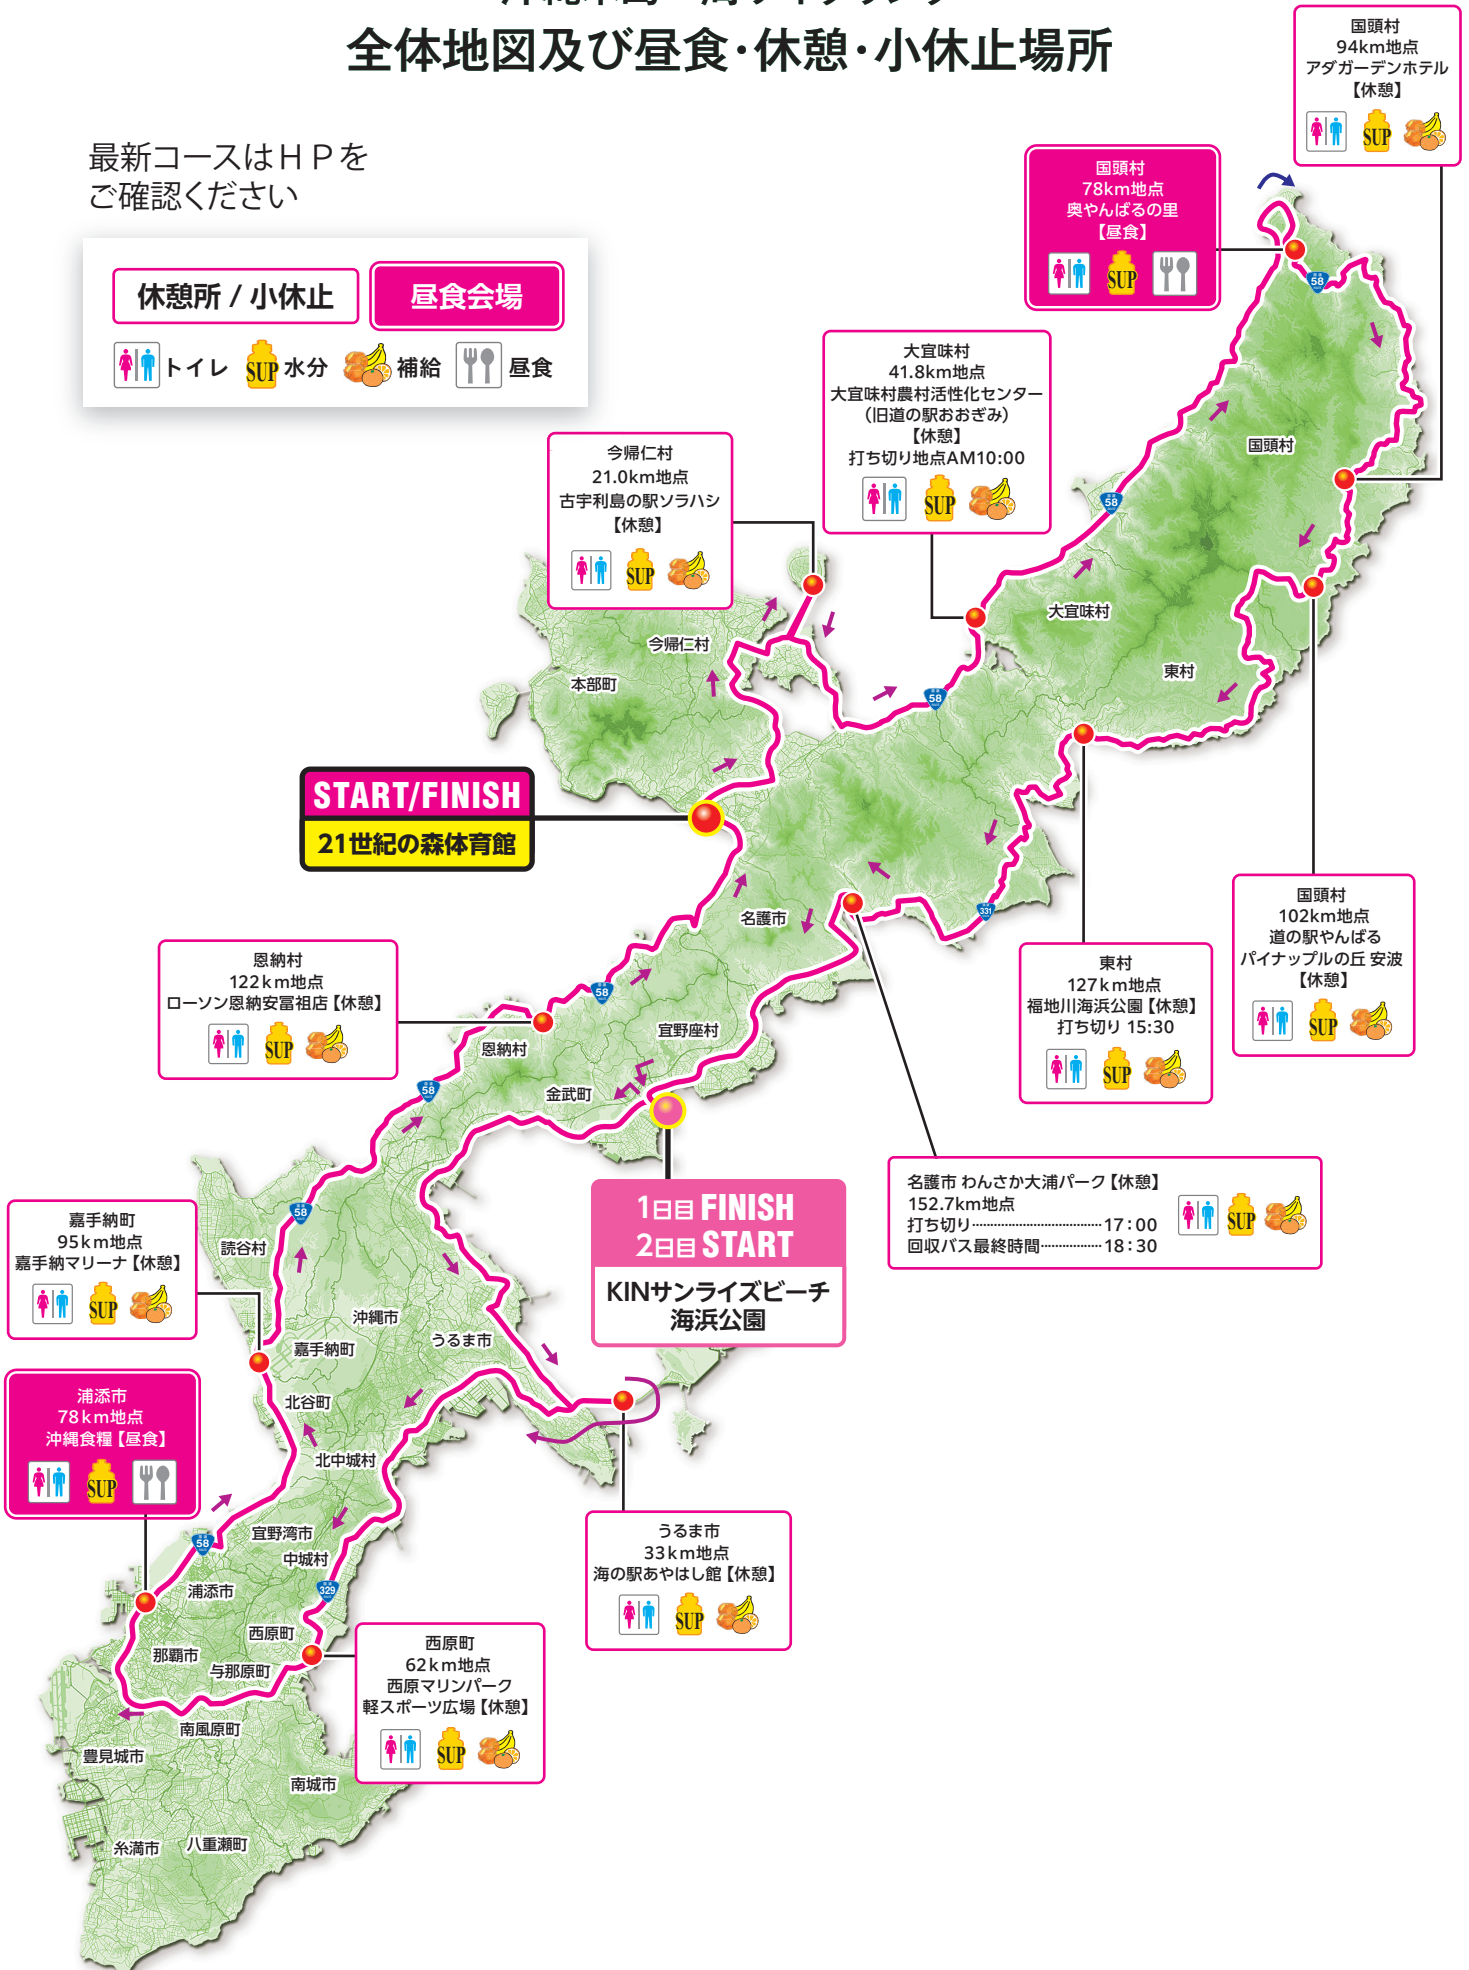 全体地図及び昼食・休憩・小休止場所
最新コースはＨＰを
ご確認ください
休憩所 / 小休止
昼食会場
トイレ
SUP
水分
補給
昼食
国頭村
94km地点
アダガーデンホテル
【休憩】
SUP
国頭村
78km地点
奥やんばるの里
【昼食】
SUP
大宜味村
41.8km地点
大宜味村農村活性化センター
（旧道の駅おおぎみ）
【休憩】
打ち切り地点AM10:00
SUP
今帰仁村
21.0km地点
古宇利島の駅ソラハシ
【休憩】
SUP
58
国頭村
58
大宜味村
今帰仁村
東村
本部町
58
START/FINISH
21世紀の森体育館
331
名護市
国頭村
102km地点
道の駅やんばる
パイナップルの丘 安波
【休憩】
SUP
東村
127km地点
福地川海浜公園【休憩】
打ち切り 15:30
SUP
恩納村
122km地点
ローソン恩納安冨祖店【休憩】
SUP
58
宜野座村
恩納村
58
金武町
名護市 わんさか大浦パーク【休憩】
152.7km地点
打ち切り…………………………17：00
回収バス最終時間……………18：30
SUP
1日目 FINISH
2日目 START
KINサンライズビーチ
海浜公園
嘉手納町
95km地点
嘉手納マリーナ【休憩】
SUP
58
読谷村
沖縄市
うるま市
嘉手納町
北谷町
浦添市
78km地点
沖縄食糧【昼食】
SUP
北中城村
58
宜野湾市
中城村
うるま市
33km地点
海の駅あやはし館【休憩】
SUP
浦添市
329
西原町
那覇市
与那原町
西原町
62km地点
西原マリンパーク
軽スポーツ広場【休憩】
SUP
南風原町
豊見城市
南城市
糸満市
八重瀬町